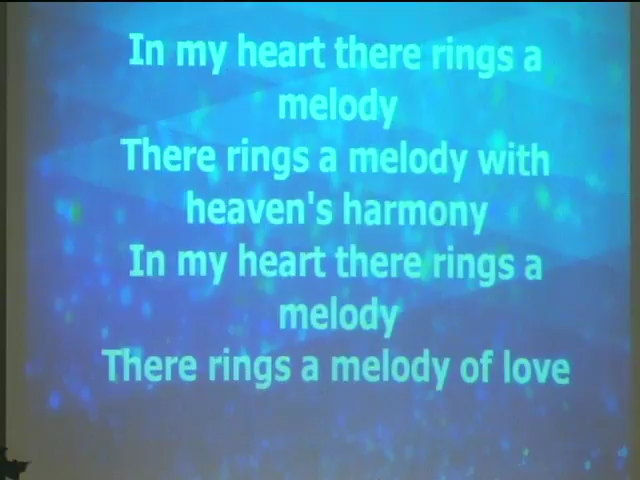 In my heart there rings a
melody
There rings a melody with
heaven's harmony
In my heart there rings a
melody
There rings a melody of love